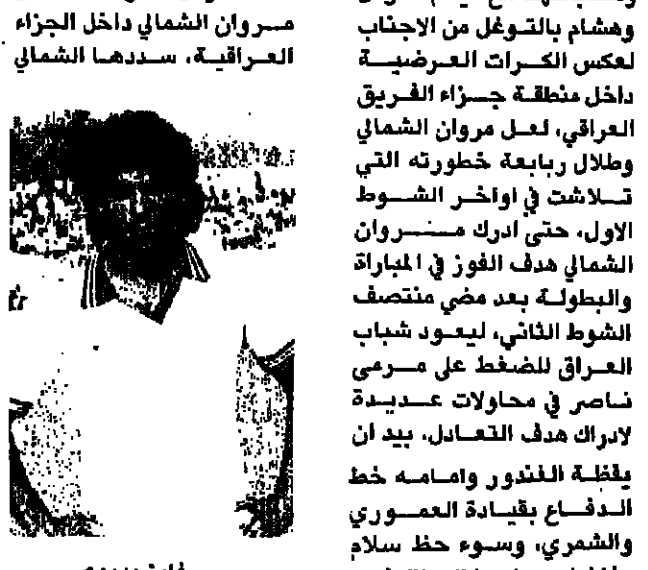 وهشام بالتوغل من الاجناب
لعكس الكرات العرضية
داخل منطقة جزاء الفريق
العراقي، لعل مروان الشمالي
وطلال ربابعة خطورته التي
تلاشت في اواخر الشوط
الاول، حتى ادرك مروان
الشمالي هدف الفوز في المباراة
والبطولة بعد مضي منتصف
الشوط الثاني، ليعود شباب
العراق للضغط على مرمى
ناصر في محاولات عديدة
لادراك هدف التعادل، بيد ان
يقظة الغندور وامامه خط
الدفاع بقيادة العموري
والشمري، وسوء حظ سلام
مروان الشمالي داخل الجزاء
العراقية، سددها الشمالي